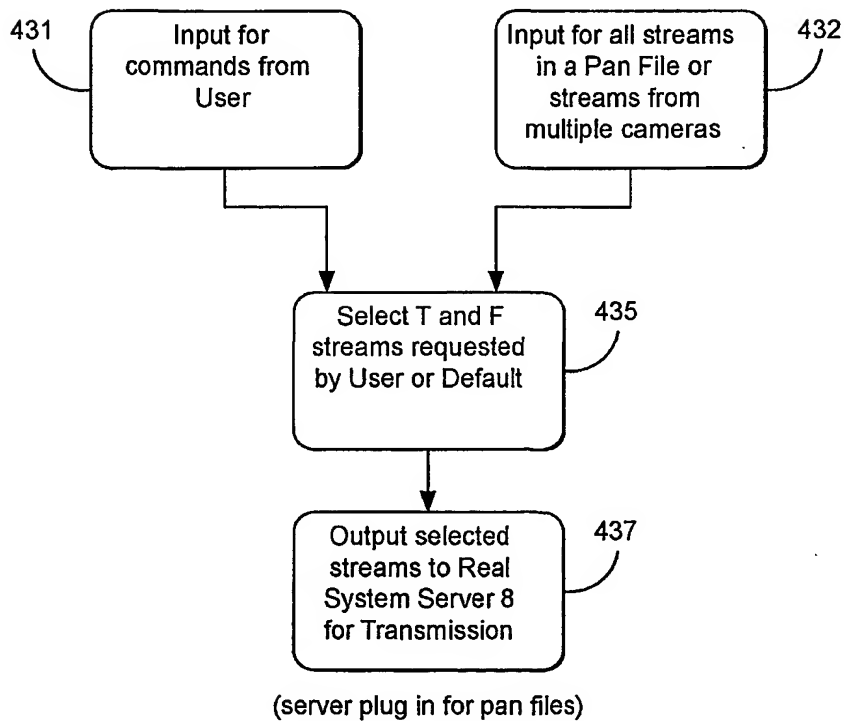 431
Input for
commands from
User
Input for all streams
in a Pan File or
streams from
multiple cameras
432
Select T and F
streams requested
by User or Default
435
Output selected
streams to Real
System Server 8
for Transmission
437
(server plug in for pan files)